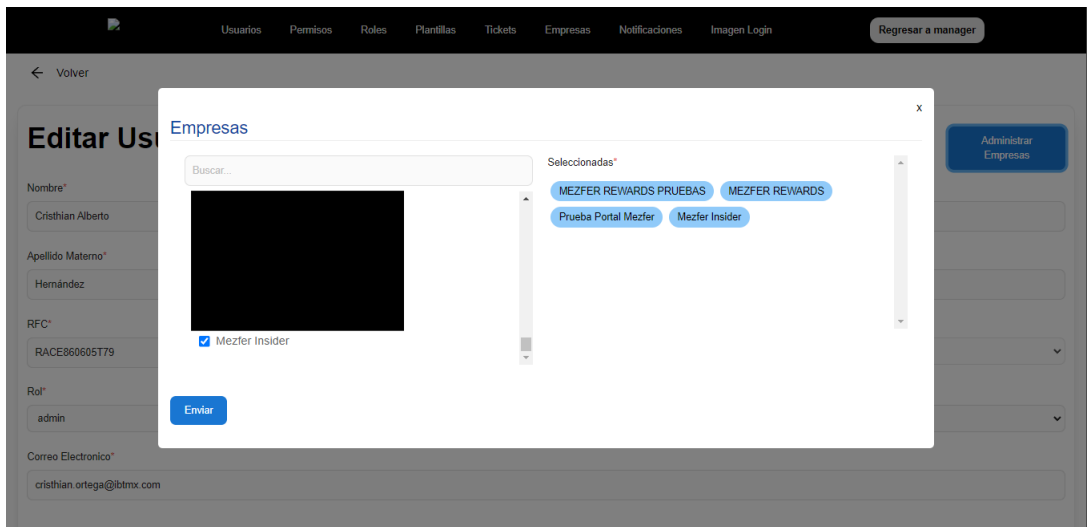 Usuarios Permisos Roles Plantillas Tickets Empresas Notificaciones Imagen Login Regresar a manager
← Volver
x
Empresas
Editar Usu
Administrar
Empresas
Buscar...
Seleccionadas*
MEZFER REWARDS PRUEBAS MEZFER REWARDS
Prueba Portal Mezfer Mezfer Insider
Mezfer Insider
Enviar
Nombre*
Cristhian Alberto
Apellido Materno*
Hernández
RFC*
RACE860605T79
Rol*
admin
Correo Electronico*
cristhian.ortega@ibtmx.com